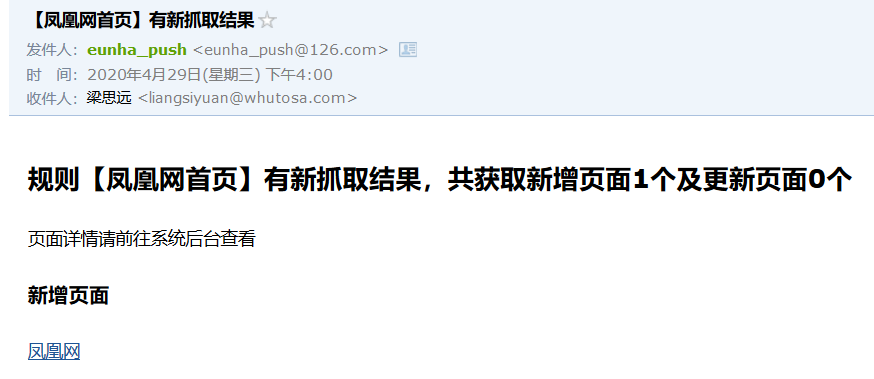 【凤凰网首页】有新抓取结果
发件人：eunha_push <eunha_push@126.com>
时　间：2020年4月29日(星期三) 下午4:00
收件人：梁思远 <liangsiyuan@whutosa.com>
规则【凤凰网首页】有新抓取结果，共获取新增页面1个及更新页面0个
页面详情请前往系统后台查看
新增页面
凤凰网